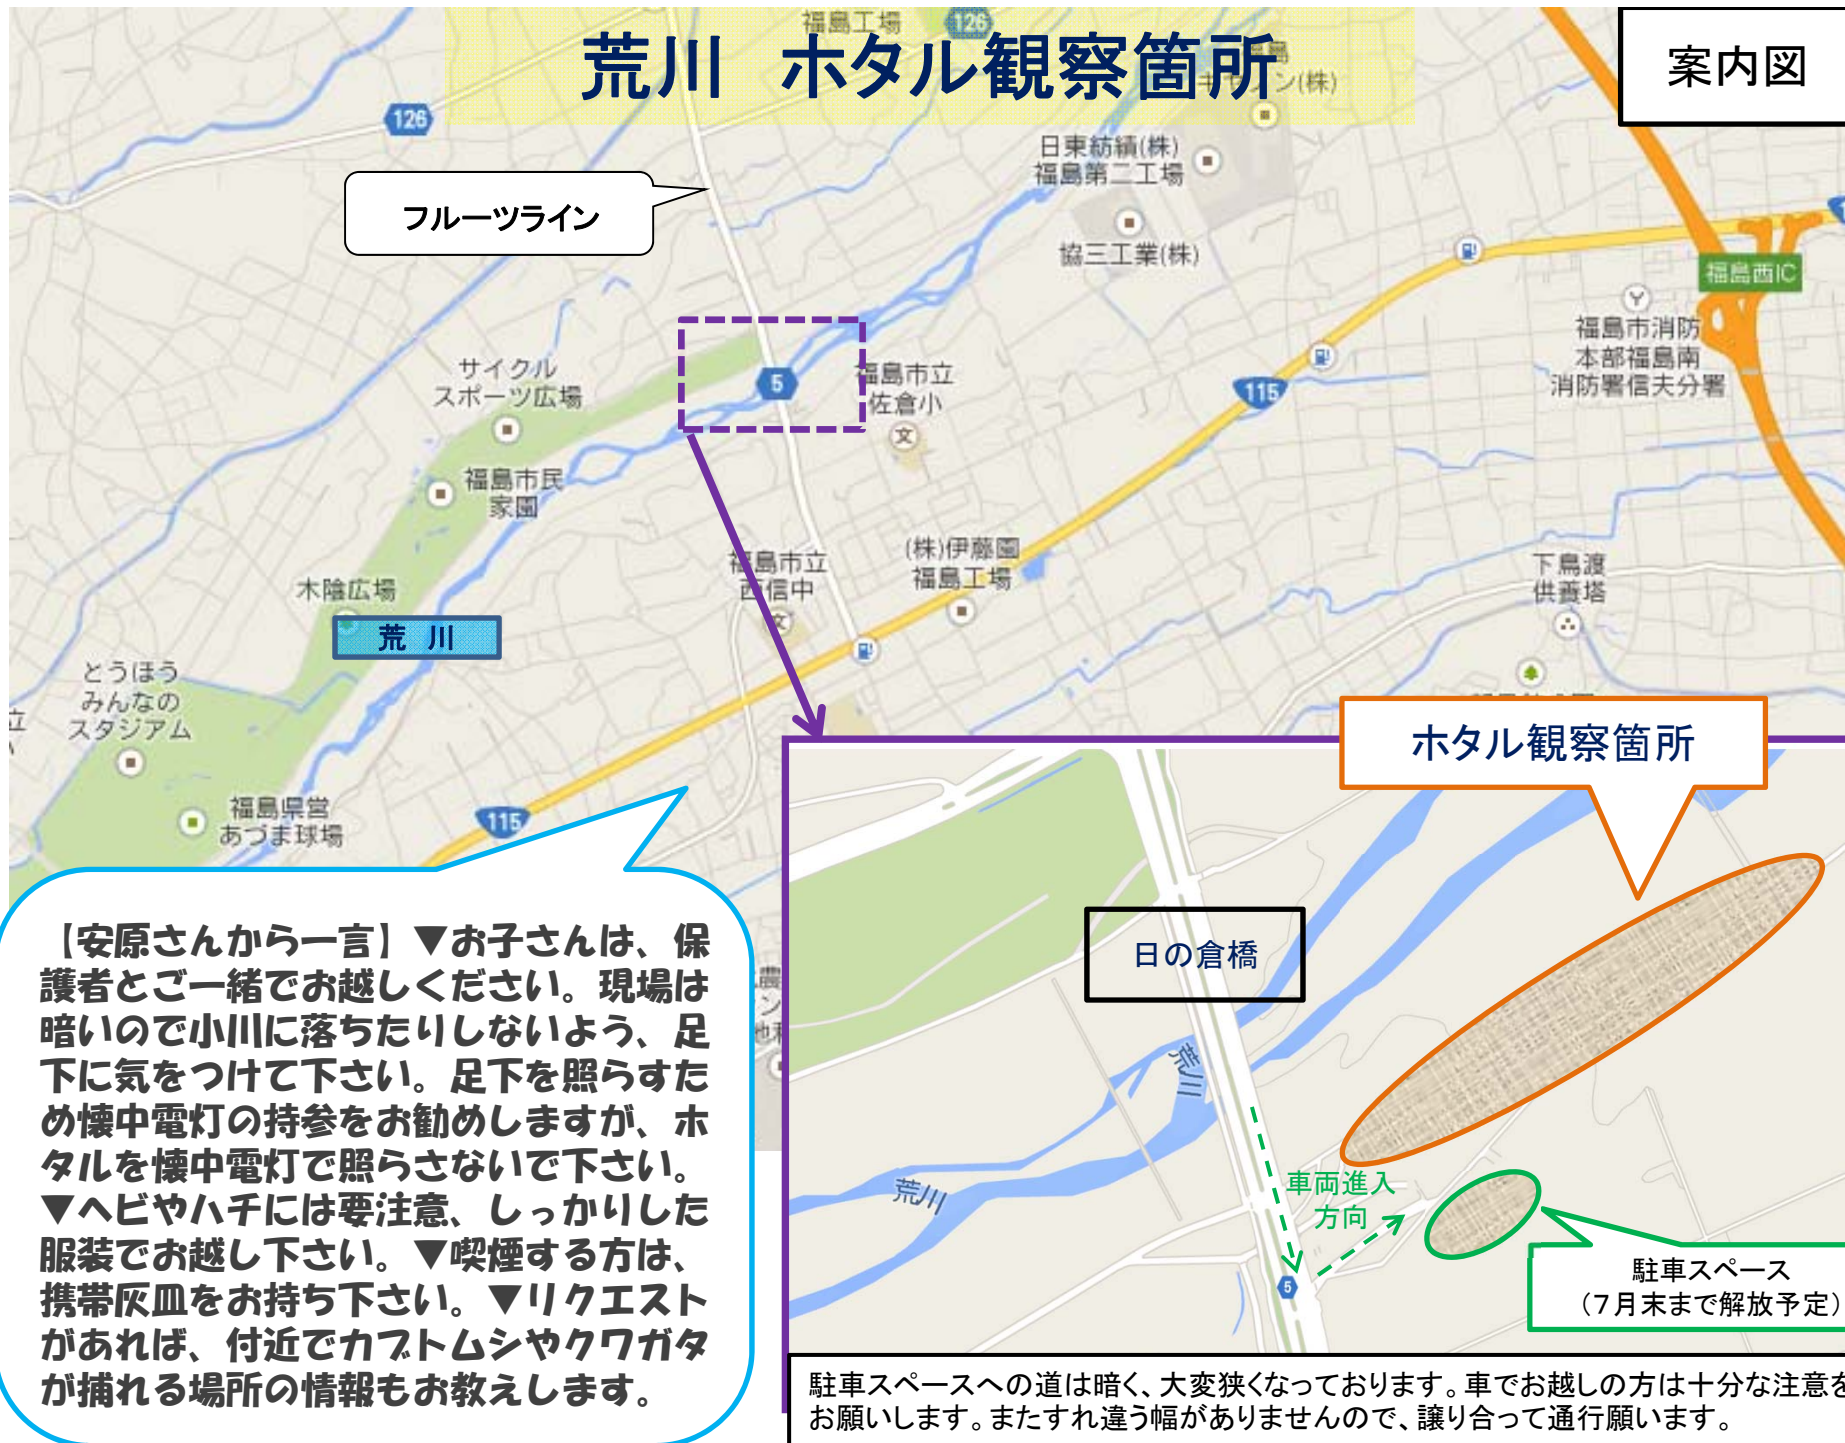 福島工場
126
荒川 ホタル観察箇所
案内図
126
キヤノン(株)
日東紡績(株)
福島第二工場
フルーツライン
協三工業(株)
福島西IC
福島市消防
本部福島南
消防署信夫分署
サイクル
スポーツ広場
5
福島市立
佐倉小
文
115
福島市民
家園
(株)伊藤園
福島工場
福島市立
西信中
文
下鳥渡
供養塔
木陰広場
荒 川
とうほう
みんなの
スタジアム
立
福島県営
あづま球場
115
ホタル観察箇所
日の倉橋
荒川
荒川
車両進入
方向
5
駐車スペース
(7月末まで解放予定)
【安原さんから一言】▼お子さんは、保
護者とご一緒でお越しください。現場は
暗いので小川に落ちたりしないよう、足
下に気をつけて下さい。足下を照らすた
め懐中電灯の持参をお勧めしますが、ホ
タルを懐中電灯で照らさないで下さい。
▼ヘビやハチには要注意、しっかりした
服装でお越し下さい。▼喫煙する方は、
携帯灰皿をお持ち下さい。▼リクエスト
があれば、付近でカブトムシやクワガタ
が捕れる場所の情報もお教えします。
農
ン
駐車スペースへの道は暗く、大変狭くなっております。車でお越しの方は十分な注意を
お願いします。またすれ違う幅がありませんので、譲り合って通行願います。